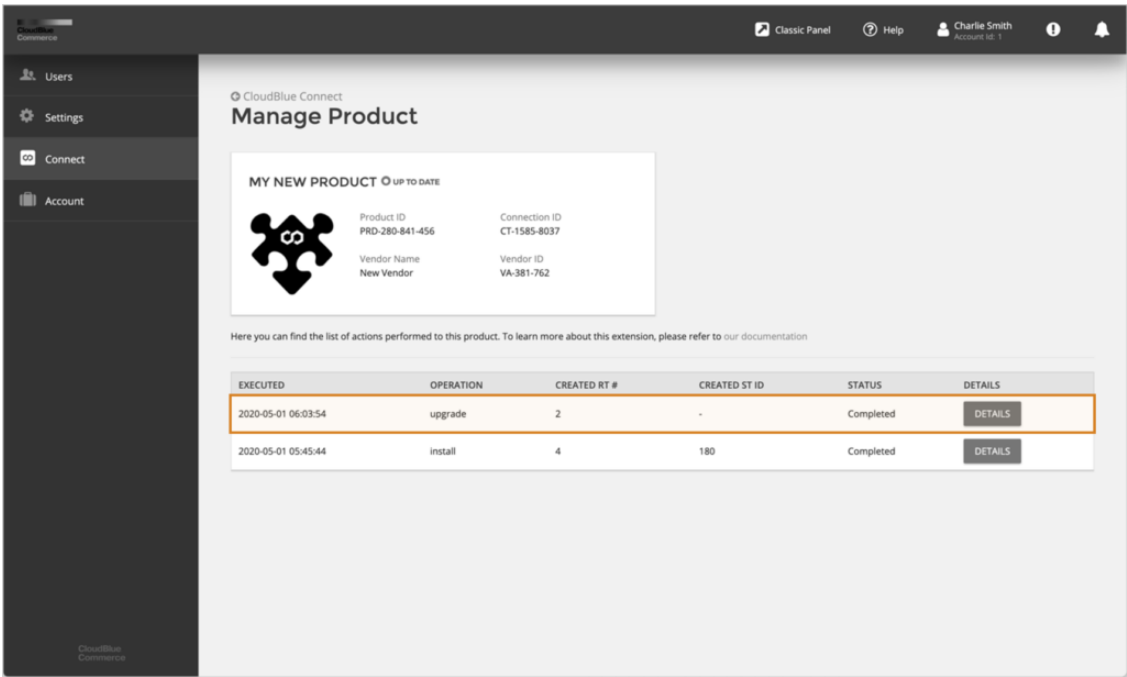 CloudBlue
Commerce
Classic Panel
Help
Charlie Smith
Account Id: 1
Users
Settings
Connect
Account
CloudBlue Connect
Manage Product
MY NEW PRODUCT UP TO DATE
Product ID
PRD-280-841-456
Connection ID
CT-1585-8037
Vendor Name
New Vendor
Vendor ID
VA-381-762
Here you can find the list of actions performed to this product. To learn more about this extension, please refer to our documentation
EXECUTED OPERATION CREATED RT # CREATED ST ID STATUS DETAILS
2020-05-01 06:03:54 upgrade 2 - Completed DETAILS
2020-05-01 05:45:44 install 4 180 Completed DETAILS
CloudBlue
Commerce